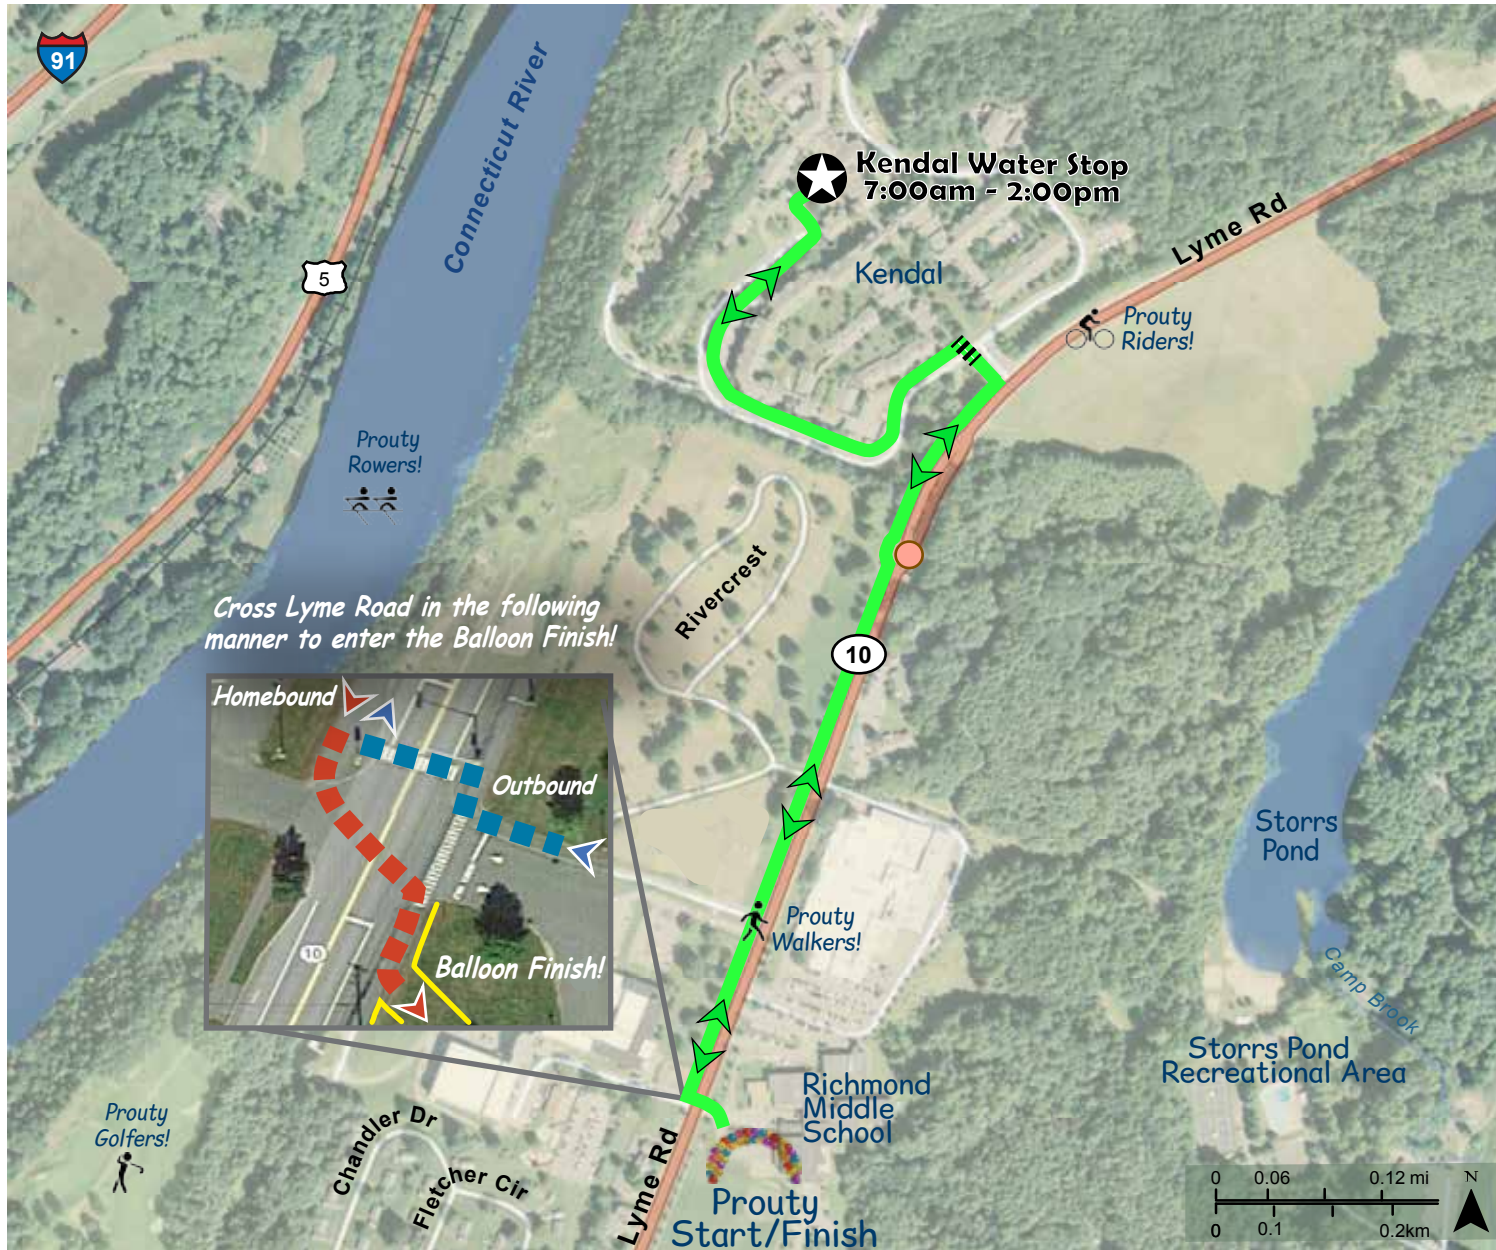 91
Connecticut River
5
Kendal Water Stop
7:00am - 2:00pm
Kendal
Lyme Rd
Prouty
Riders!
Prouty
Rowers!
Rivercrest
Cross Lyme Road in the following
manner to enter the Balloon Finish!
10
Homebound
Outbound
10
Balloon Finish!
Prouty
Walkers!
Storrs
Pond
Camp Brook
Storrs Pond
Recreational Area
Richmond
Middle
School
Prouty
Golfers!
Chandler Dr
Fletcher Cir
Lyme Rd
Prouty
Start/Finish
0 0.06 0.12 mi
0 0.1 0.2km
N